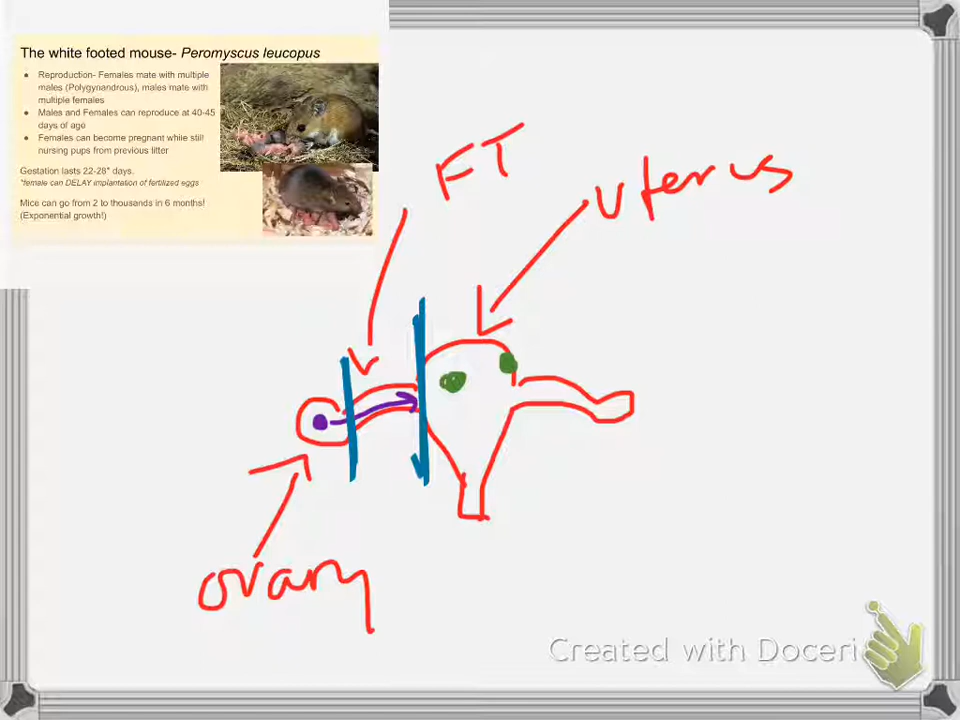 The white footed mouse- Peromyscus leucopus
● Reproduction- Females mate with multiple
males (Polygynandrous), males mate with
multiple females
● Males and Females can reproduce at 40-45
days of age
● Females can become pregnant while still
nursing pups from previous litter
Gestation lasts 22-28* days.
*female can DELAY implantation of fertilized eggs
Mice can go from 2 to thousands in 6 months!
(Exponential growth!)
FT
uterus
ovary
Created with Doceri